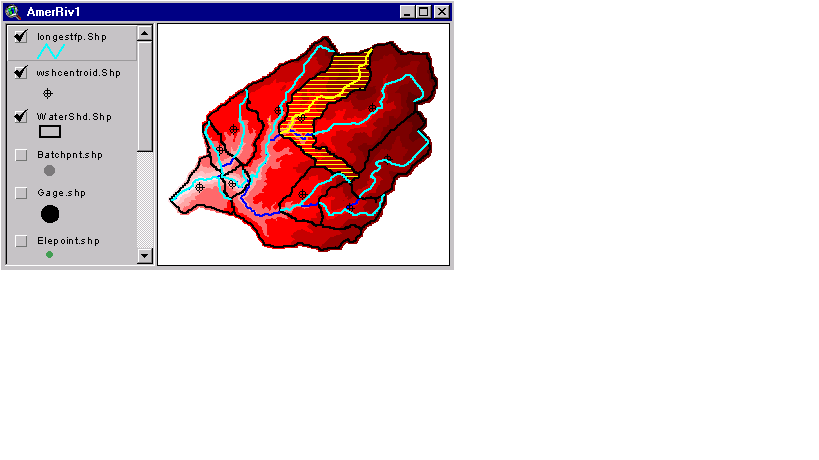 AmerRiv1
longestfp.Shp
wshcentroid.Shp
WaterShd.Shp
Batchpnt.shp
Gage.shp
Elepoint.shp